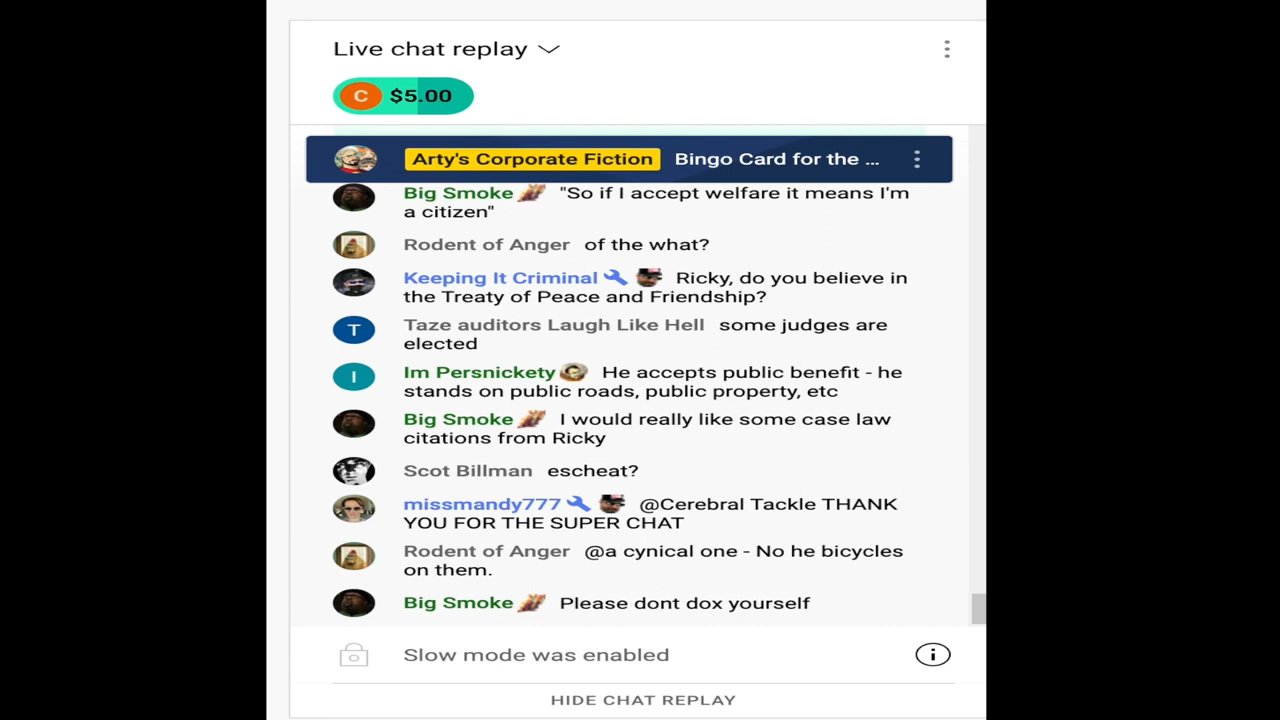 Live chat replay
C $5.00
Arty's Corporate Fiction Bingo Card for the ...
Big Smoke "So if I accept welfare it means I'm
a citizen"
Rodent of Anger of the what?
Keeping It Criminal Ricky, do you believe in
the Treaty of Peace and Friendship?
T Taze auditors Laugh Like Hell some judges are
elected
I Im Persnickety He accepts public benefit - he
stands on public roads, public property, etc
Big Smoke I would really like some case law
citations from Ricky
Scot Billman escheat?
missmandy777 @Cerebral Tackle THANK
YOU FOR THE SUPER CHAT
Rodent of Anger @a cynical one - No he bicycles
on them.
Big Smoke Please dont dox yourself
Slow mode was enabled
HIDE CHAT REPLAY